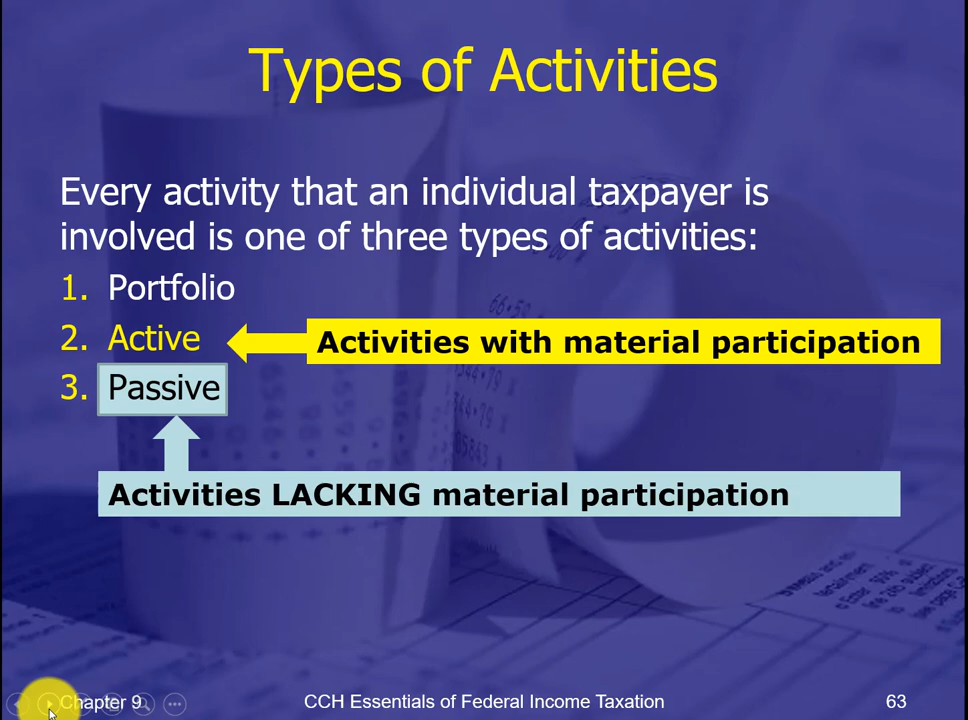 Types of Activities
Every activity that an individual taxpayer is
involved is one of three types of activities:
1. Portfolio
2. Active
Activities with material participation
3. Passive
Activities LACKING material participation
Chapter 9
CCH Essentials of Federal Income Taxation
63